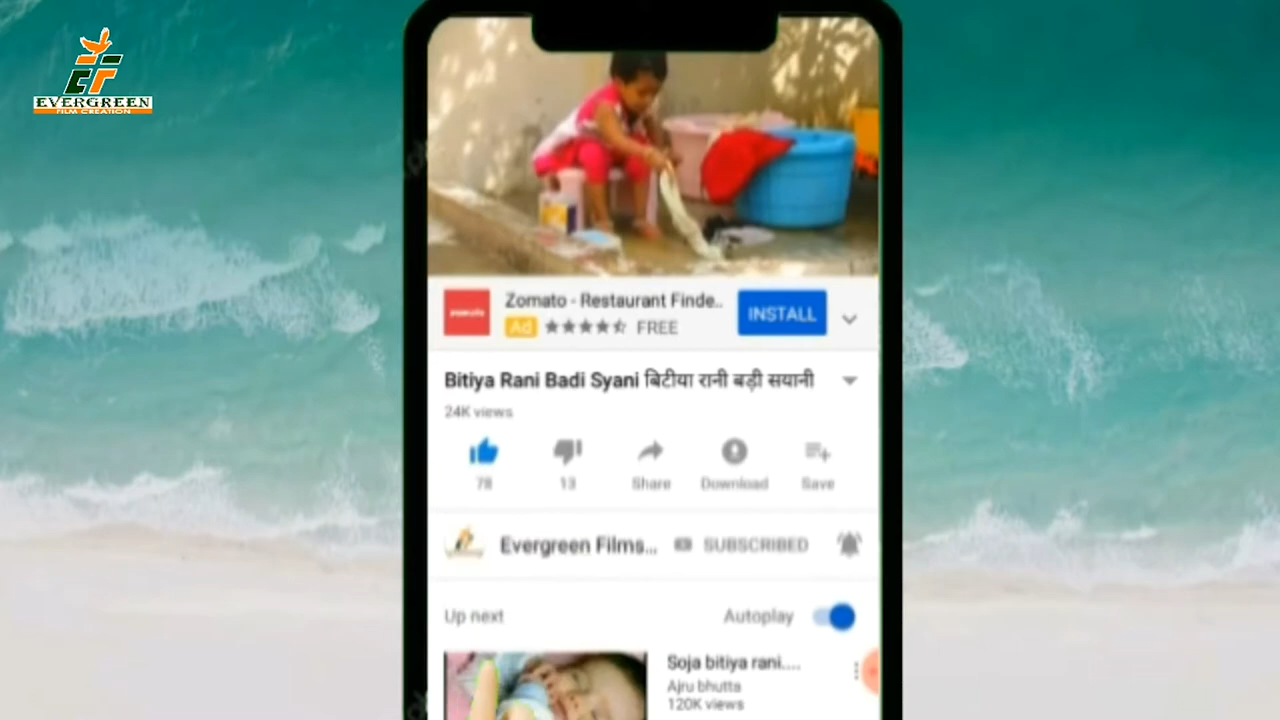 EVERGREEN
FILM CREATION
zomato
Zomato - Restaurant Finde..
INSTALL
Ad
FREE
Bitiya Rani Badi Syani बिटीया रानी बड़ी सयानी
24K views
78
13
Share
Download
Save
Evergreen Films...
SUBSCRIBED
Up next
Autoplay
Soja bitiya rani....
Ajru bhutta
120K views